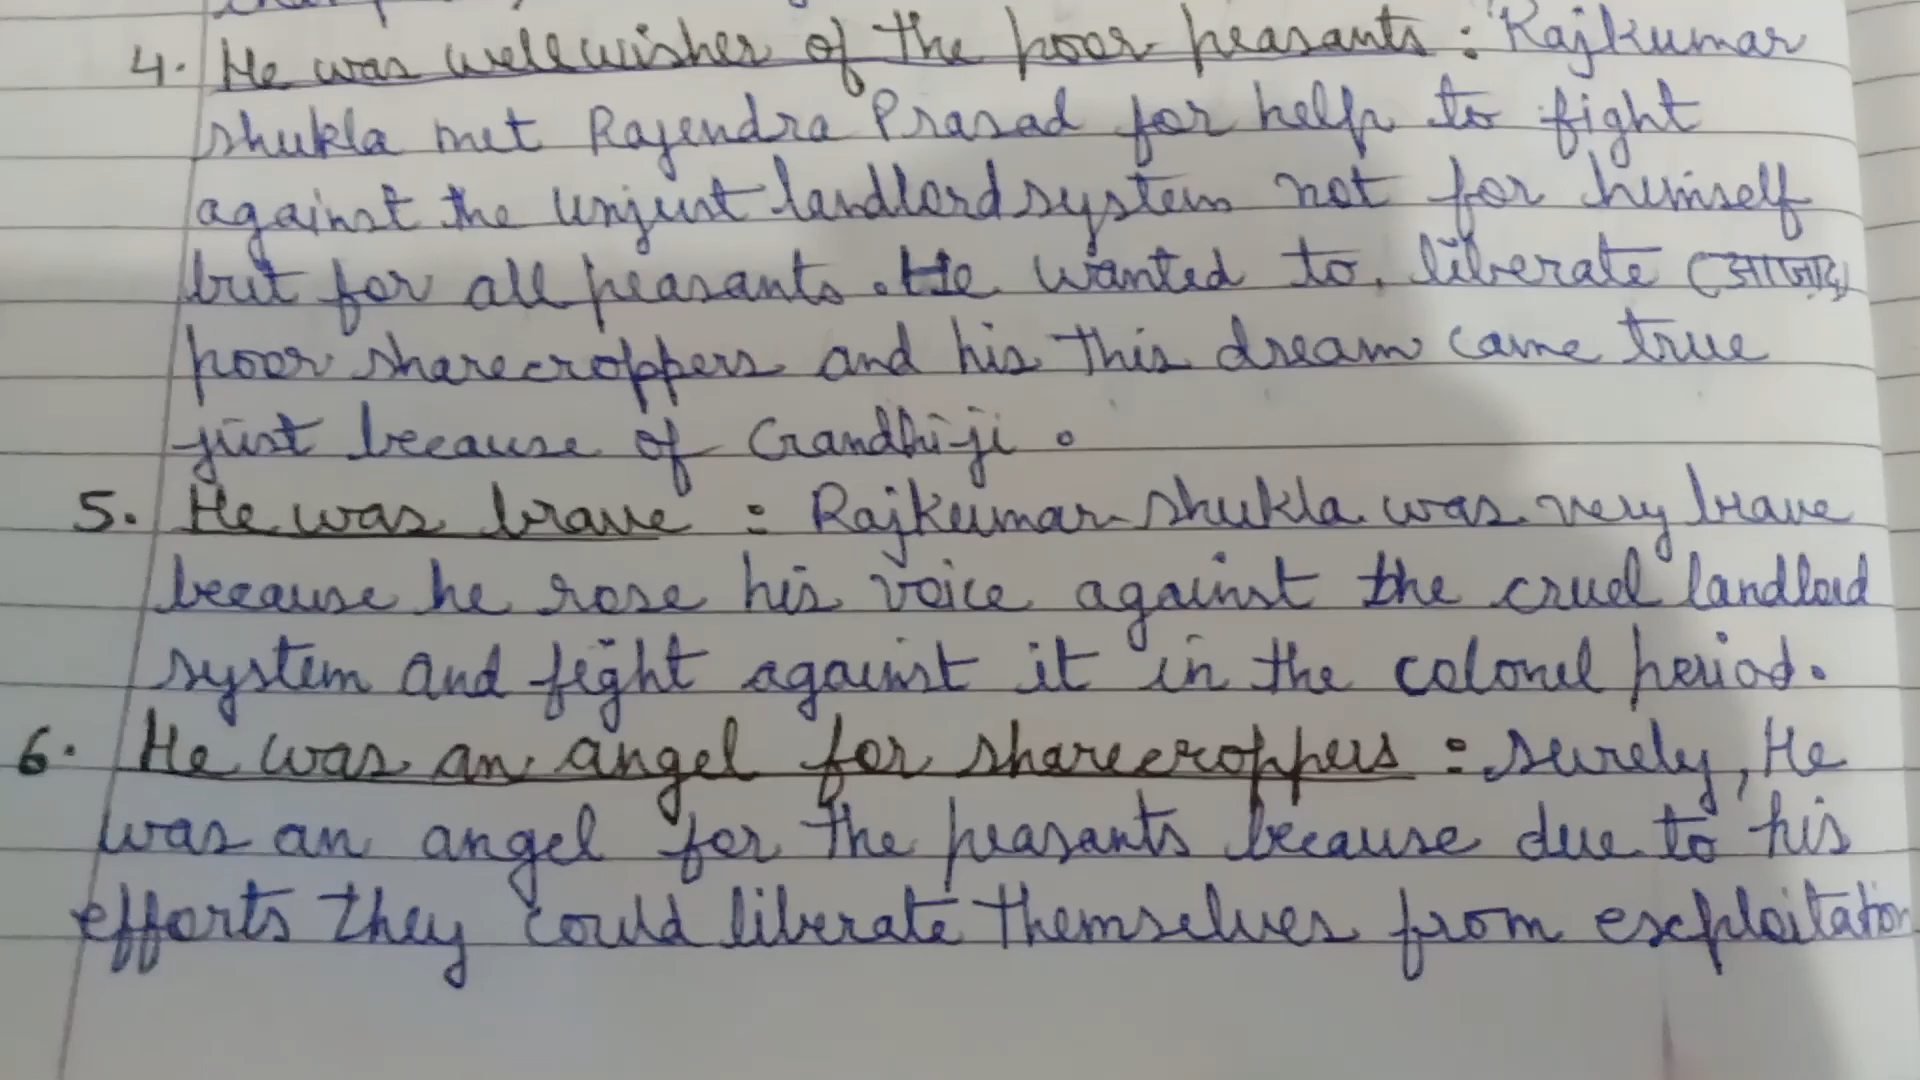 4. He was wellwisher of the poor peasants : Rajkumar
shukla met Rajendra Prasad for help to fight
against the unjust landlord system not for himself
but for all peasants. He wanted to, liberate (आजाद)
poor sharecroppers and his this dream came true
just because of Gandhiji.
5. He was brave : Rajkumar shukla was very brave
because he rose his voice against the cruel landlord
system and fight against it in the colonel period.
6. He was an angel for sharecroppers : surely, He
was an angel for the peasants because due to his
efforts they could liberate themselves from exploitation